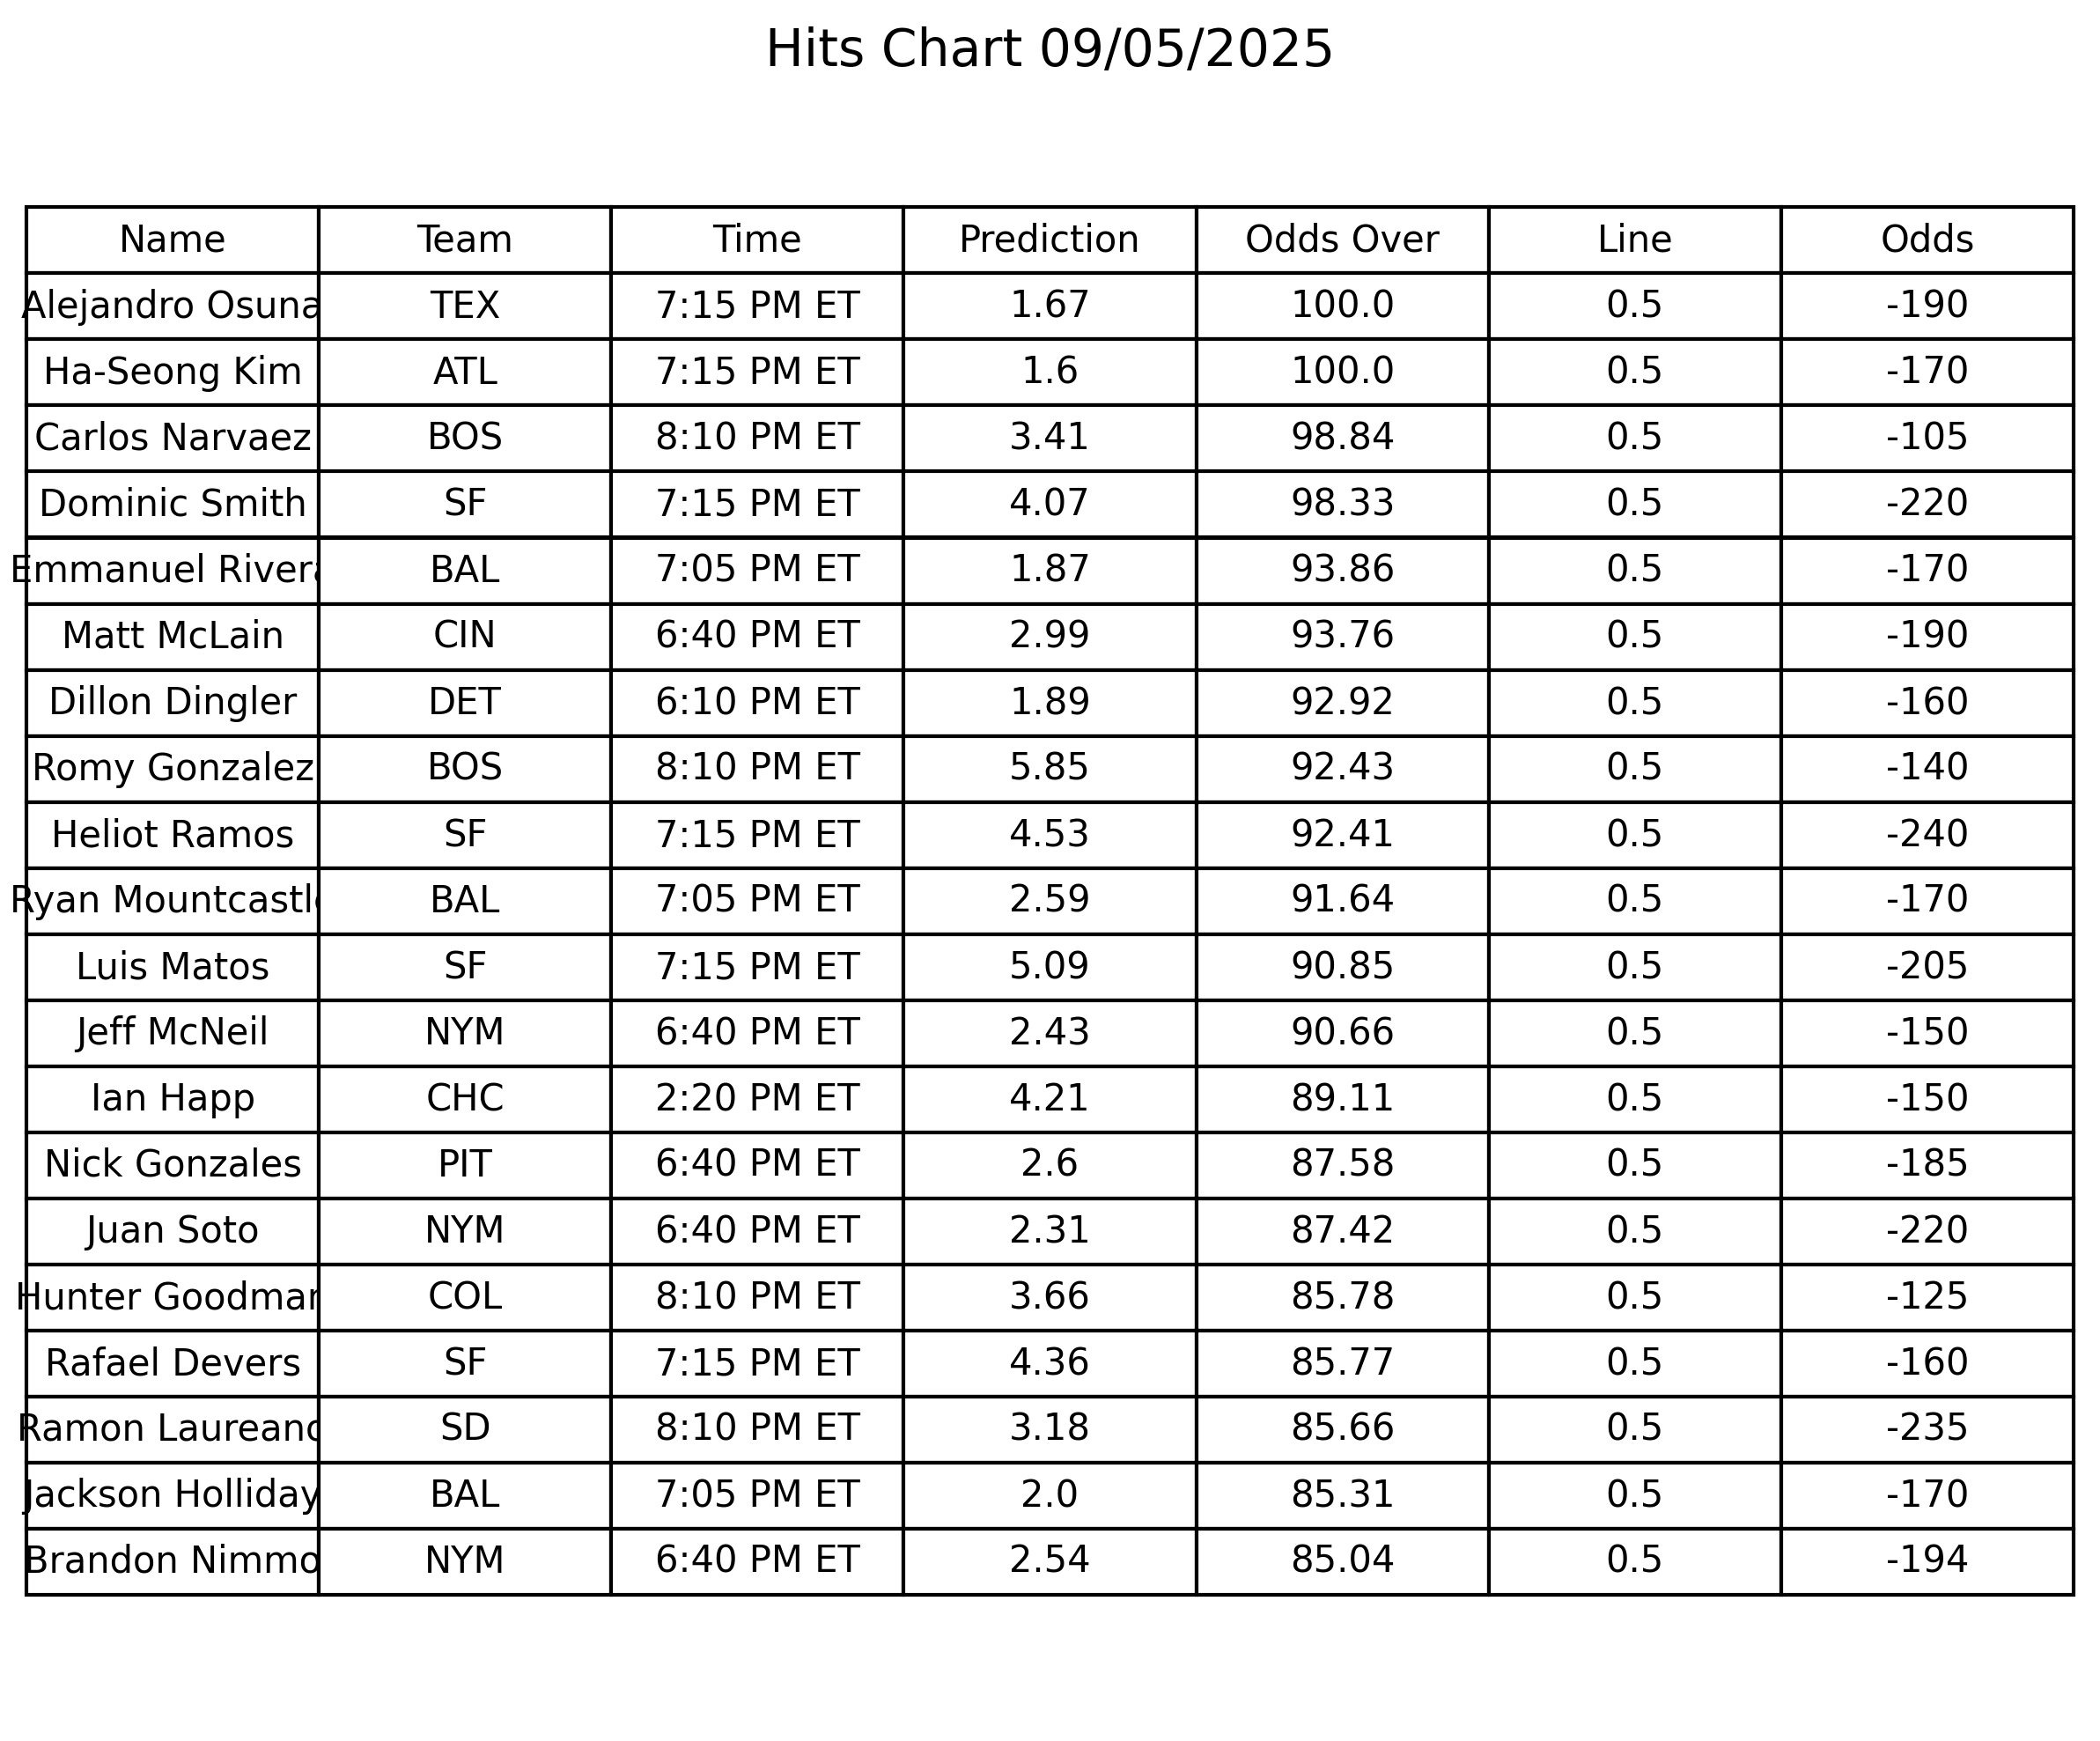 Hits Chart 09/05/2025
Name Team Time Prediction Odds Over Line Odds
Alejandro Osuna TEX 7:15 PM ET 1.67 100.0 0.5 -190
Ha-Seong Kim ATL 7:15 PM ET 1.6 100.0 0.5 -170
Carlos Narvaez BOS 8:10 PM ET 3.41 98.84 0.5 -105
Dominic Smith SF 7:15 PM ET 4.07 98.33 0.5 -220
Emmanuel Rivera BAL 7:05 PM ET 1.87 93.86 0.5 -170
Matt McLain CIN 6:40 PM ET 2.99 93.76 0.5 -190
Dillon Dingler DET 6:10 PM ET 1.89 92.92 0.5 -160
Romy Gonzalez BOS 8:10 PM ET 5.85 92.43 0.5 -140
Heliot Ramos SF 7:15 PM ET 4.53 92.41 0.5 -240
Ryan Mountcastle BAL 7:05 PM ET 2.59 91.64 0.5 -170
Luis Matos SF 7:15 PM ET 5.09 90.85 0.5 -205
Jeff McNeil NYM 6:40 PM ET 2.43 90.66 0.5 -150
Ian Happ CHC 2:20 PM ET 4.21 89.11 0.5 -150
Nick Gonzales PIT 6:40 PM ET 2.6 87.58 0.5 -185
Juan Soto NYM 6:40 PM ET 2.31 87.42 0.5 -220
Hunter Goodman COL 8:10 PM ET 3.66 85.78 0.5 -125
Rafael Devers SF 7:15 PM ET 4.36 85.77 0.5 -160
Ramon Laureano SD 8:10 PM ET 3.18 85.66 0.5 -235
Jackson Holliday BAL 7:05 PM ET 2.0 85.31 0.5 -170
Brandon Nimmo NYM 6:40 PM ET 2.54 85.04 0.5 -194